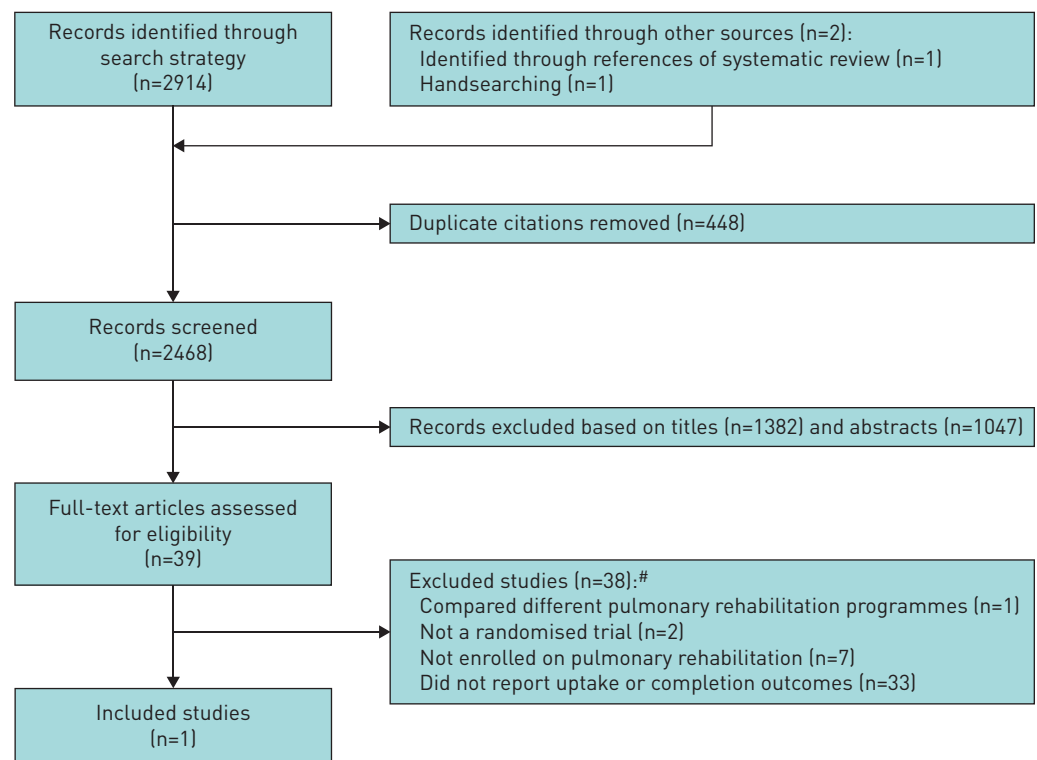 Records identified through
search strategy
(n=2914)
Records identified through other sources (n=2):
Identified through references of systematic review (n=1)
Handsearching (n=1)
Duplicate citations removed (n=448)
Records screened
(n=2468)
Records excluded based on titles (n=1382) and abstracts (n=1047)
Full-text articles assessed
for eligibility
(n=39)
Excluded studies (n=38):#
Compared different pulmonary rehabilitation programmes (n=1)
Not a randomised trial (n=2)
Not enrolled on pulmonary rehabilitation (n=7)
Did not report uptake or completion outcomes (n=33)
Included studies
(n=1)